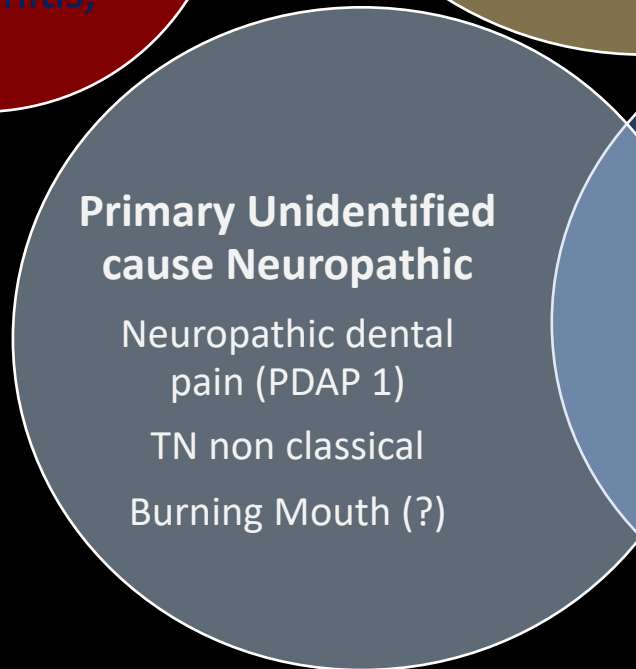 Primary Unidentified
cause Neuropathic
Neuropathic dental
pain (PDAP 1)
TN non classical
Burning Mouth (?)